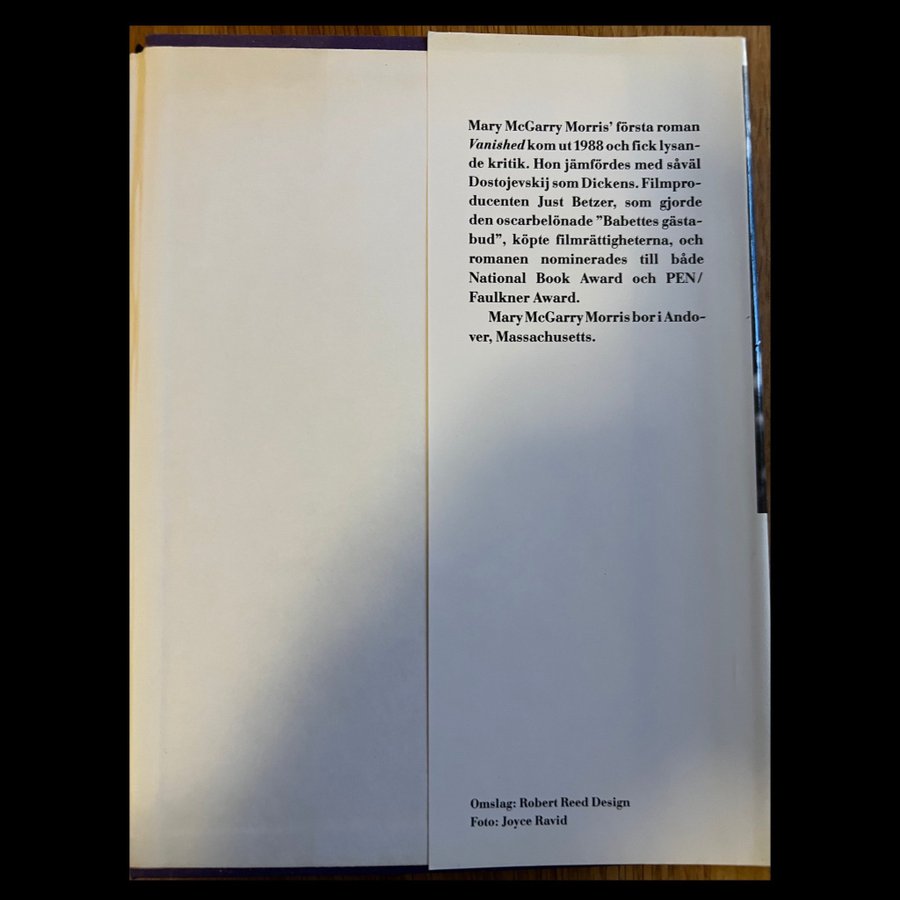 Mary McGarry Morris’ första roman
Vanished kom ut 1988 och fick lysan-
de kritik. Hon jämfördes med såväl
Dostojevskij som Dickens. Filmpro-
ducenten Just Betzer, som gjorde
den oscarbelönade ”Babettes gästa-
bud”, köpte filmrättigheterna, och
romanen nominerades till både
National Book Award och PEN/
Faulkner Award.
Mary McGarry Morris bor i Ando-
ver, Massachusetts.
Omslag: Robert Reed Design
Foto: Joyce Ravid